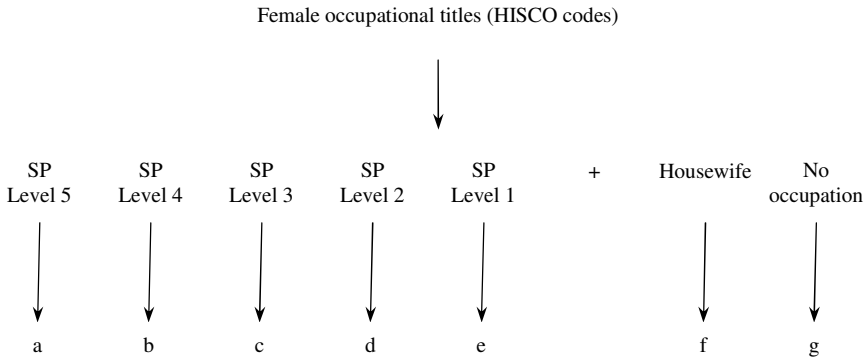 Female occupational titles (HISCO codes)
SP SP SP SP SP + Housewife No
Level 5 Level 4 Level 3 Level 2 Level 1 occupation
a b c d e f g